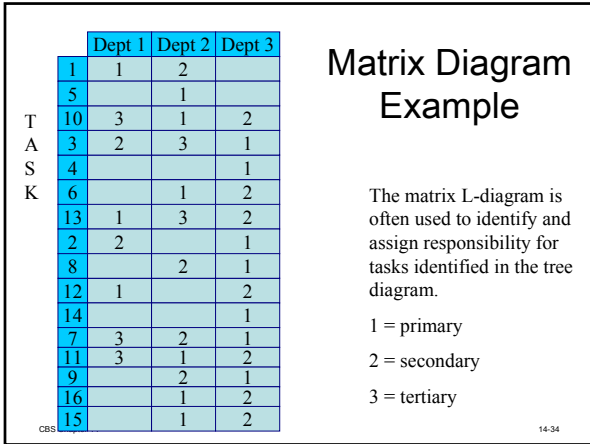 Matrix Diagram
Example
TASK
Dept 1 Dept 2 Dept 3
1 1 2
5 1
10 3 1 2
3 2 3 1
4 1
6 1 2
13 1 3 2
2 2 1
8 2 1
12 1 2
14 1
7 3 2 1
11 3 1 2
9 2 1
16 1 2
15 1 2
The matrix L-diagram is
often used to identify and
assign responsibility for
tasks identified in the tree
diagram.
1 = primary
2 = secondary
3 = tertiary
CBS
14-34